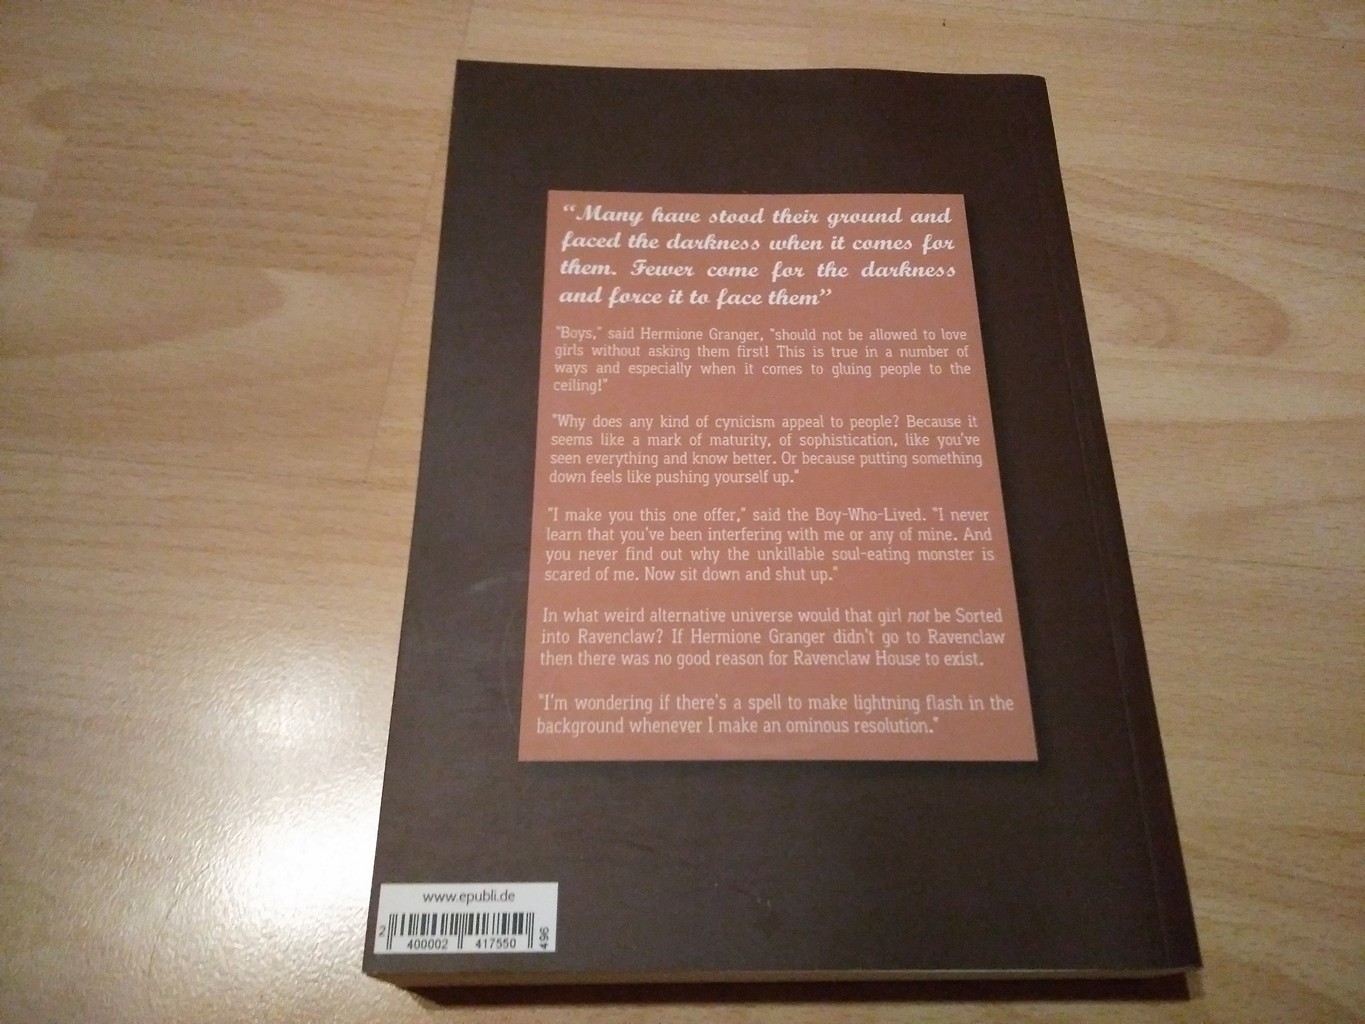 “Many have stood their ground and
faced the darkness when it comes for
them. Fewer come for the darkness
and force it to face them”
"Boys," said Hermione Granger, "should not be allowed to love
girls without asking them first! This is true in a number of
ways and especially when it comes to gluing people to the
ceiling!"
"Why does any kind of cynicism appeal to people? Because it
seems like a mark of maturity, of sophistication, like you've
seen everything and know better. Or because putting something
down feels like pushing yourself up."
"I make you this one offer," said the Boy-Who-Lived. "I never
learn that you've been interfering with me or any of mine. And
you never find out why the unkillable soul-eating monster is
scared of me. Now sit down and shut up."
In what weird alternative universe would that girl not be Sorted
into Ravenclaw? If Hermione Granger didn't go to Ravenclaw
then there was no good reason for Ravenclaw House to exist.
"I'm wondering if there's a spell to make lightning flash in the
background whenever I make an ominous resolution."
www.epubli.de
2 400002 417550
496